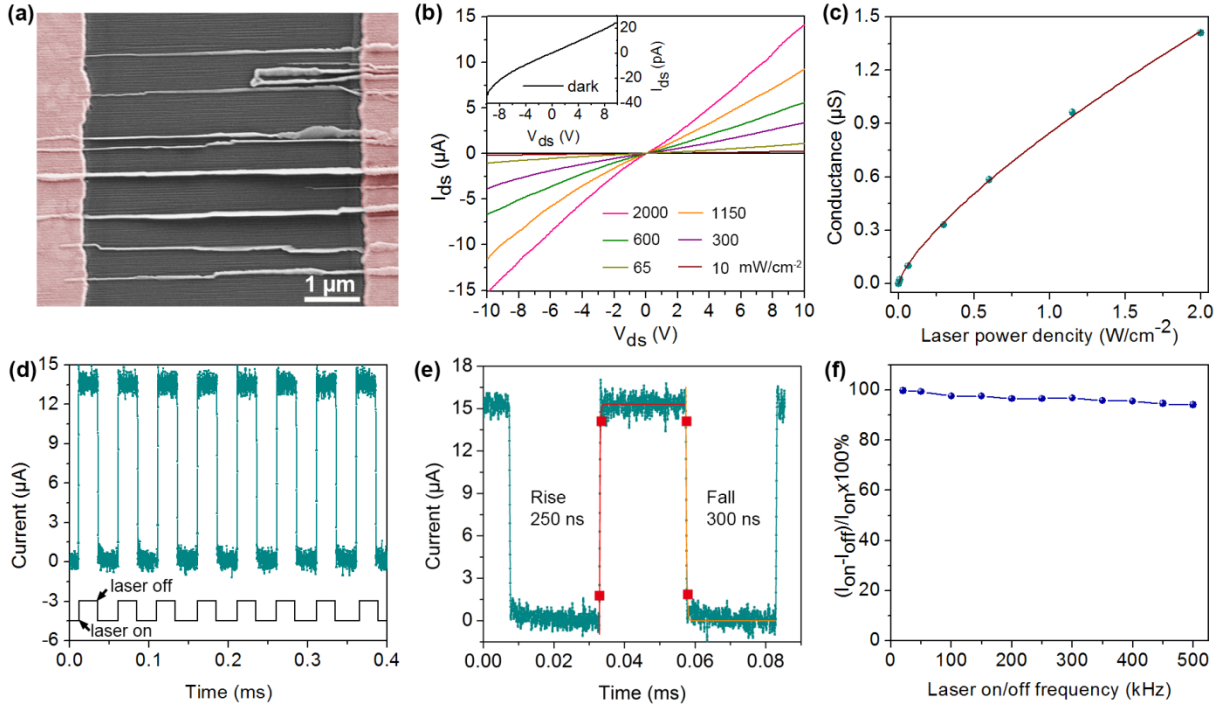 (a)
1 µm
(b)
15
10
5
0
-5
-10
-15
I_ds (µA)
-10 -8 -6 -4 -2 0 2 4 6 8 10
V_ds (V)
20
0
-20
-40
I_ds (pA)
dark
-8 -4 0 4 8
V_ds (V)
2000 1150
600 300
65 10 mW/cm⁻²
(c)
1.5
1.2
0.9
0.6
0.3
0.0
Conductance (µS)
0.0 0.5 1.0 1.5 2.0
Laser power dencity (W/cm⁻²)
(d)
15
12
9
6
3
0
-3
-6
Current (µA)
laser off
laser on
0.0 0.1 0.2 0.3 0.4
Time (ms)
(e)
18
15
12
9
6
3
0
Current (µA)
Rise
250 ns
Fall
300 ns
0.00 0.02 0.04 0.06 0.08
Time (ms)
(f)
100
80
60
40
20
0
(I_on-I_off)/I_onx100%
0 100 200 300 400 500
Laser on/off frequency (kHz)